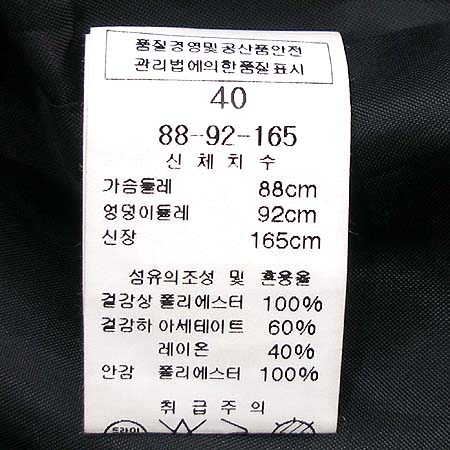 품질경영및공산품안전
관리법에의한품질표시
40
88-92-165
신체치수
가슴둘레 88cm
엉덩이둘레 92cm
신장 165cm
섬유의조성 및 혼용율
겉감상 폴리에스터 100%
겉감하 아세테이트 60%
레이온 40%
안감 폴리에스터 100%
취급주의
드라이